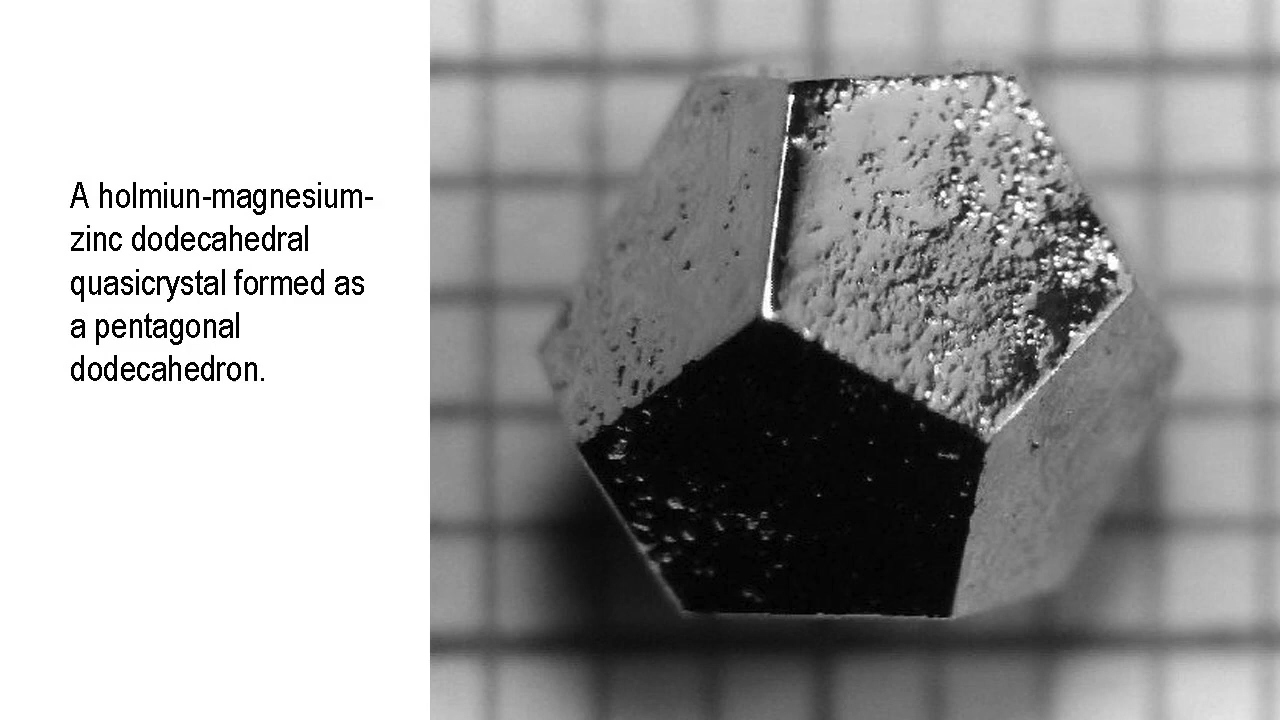 A holmiun-magnesium-
zinc dodecahedral
quasicrystal formed as
a pentagonal
dodecahedron.